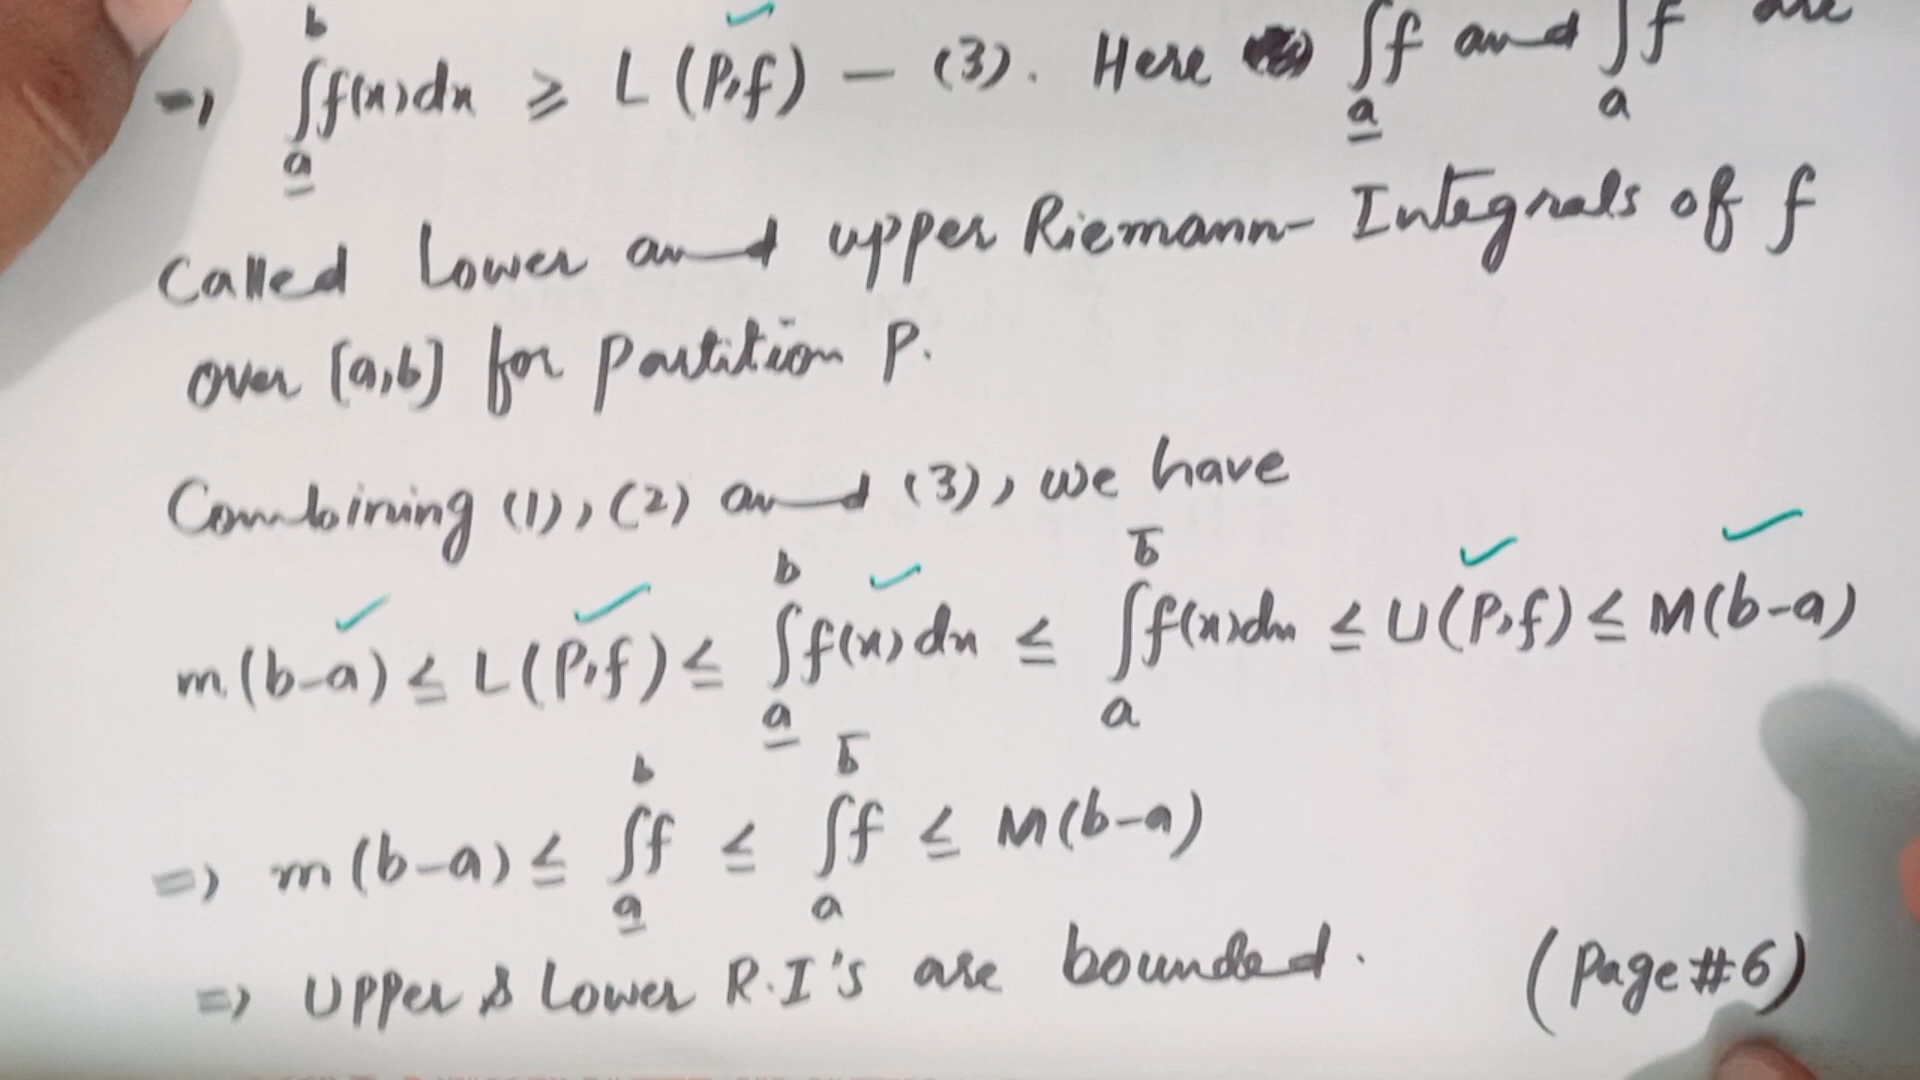 ⇒ ∫_a̲^b f(x)dx ≥ L(P,f) — (3). Here ∫_a̲ f and ∫_a f are
Called Lower and upper Riemann-Integrals of f
over [a,b] for partition P.
Combining (1), (2) and (3), we have
m(b-a) ≤ L(P,f) ≤ ∫_a̲^b f(x)dx ≤ ∫_a^b̄ f(x)dx ≤ U(P,f) ≤ M(b-a)
⇒ m(b-a) ≤ ∫_a̲^b f ≤ ∫_a^b̄ f ≤ M(b-a)
⇒ Upper & Lower R.I's are bounded. (Page #6)